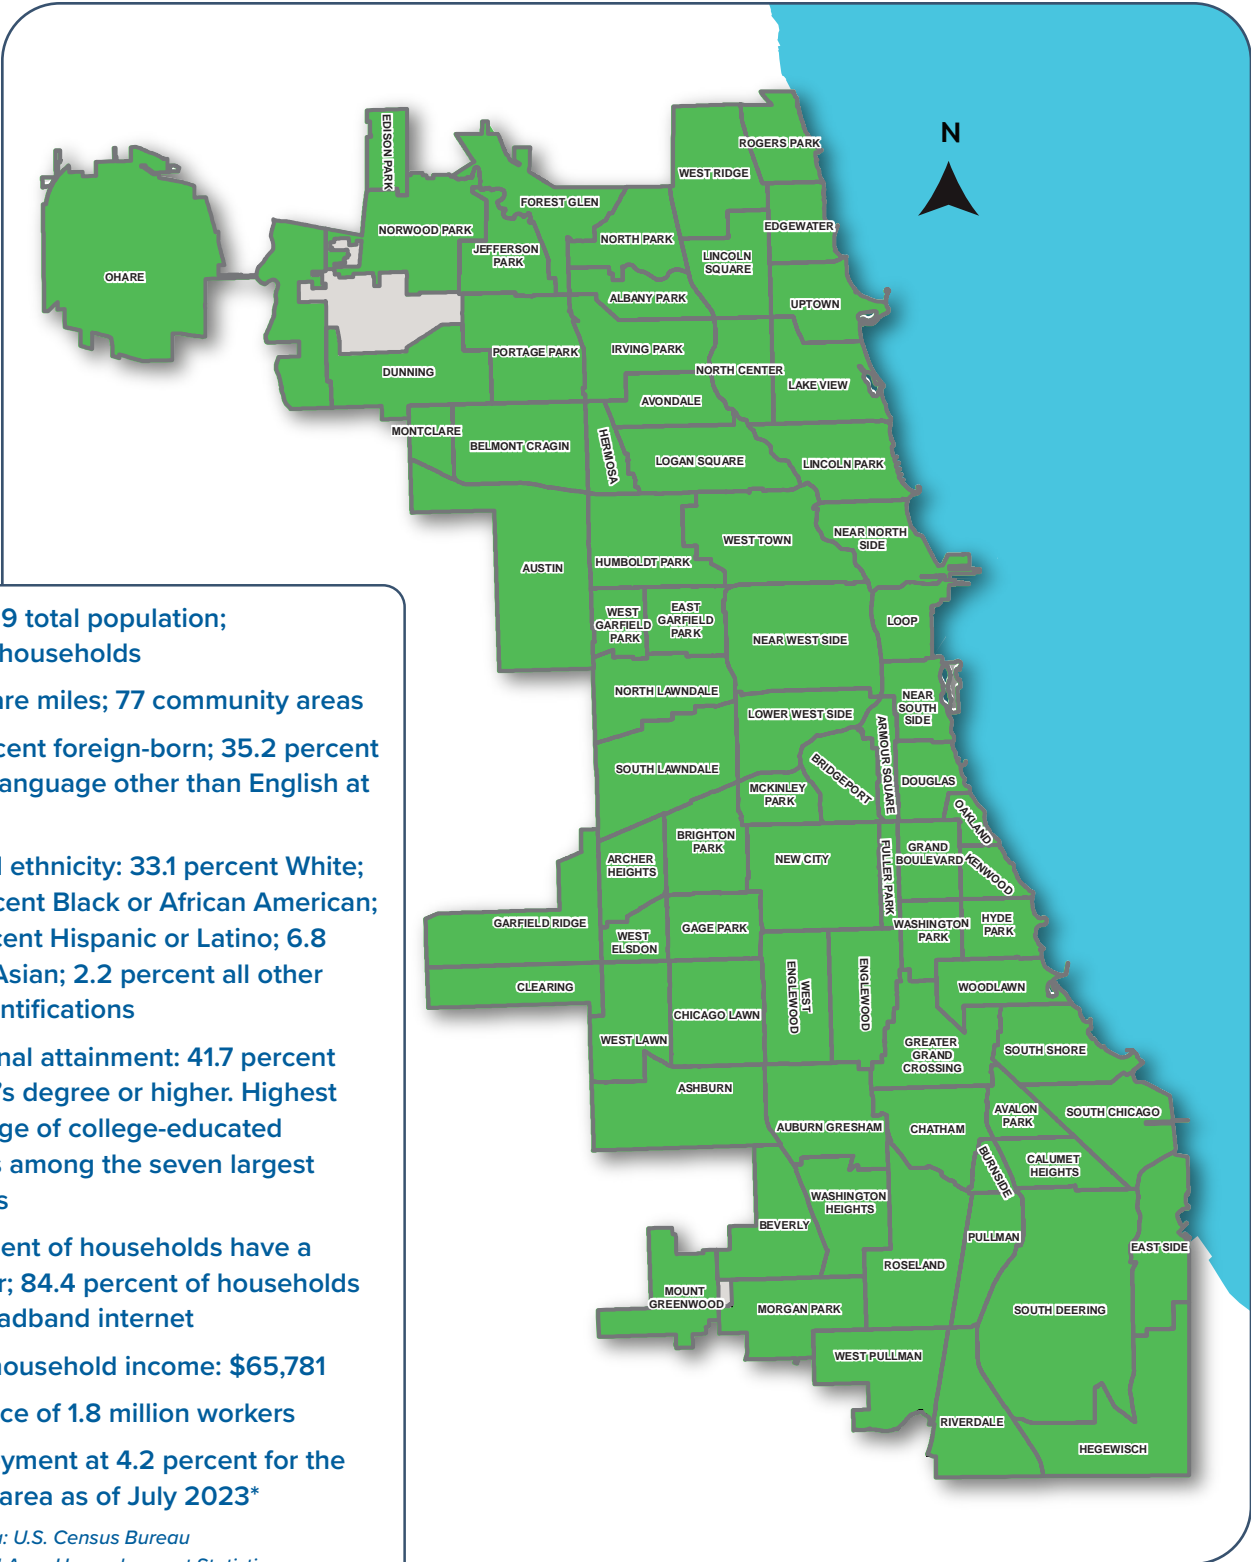 N
EDISON PARK
ROGERS PARK
WEST RIDGE
FOREST GLEN
NORWOOD PARK
NORTH PARK
EDGEWATER
JEFFERSON
PARK
LINCOLN
SQUARE
OHARE
ALBANY PARK
UPTOWN
PORTAGE PARK
IRVING PARK
DUNNING
NORTH CENTER
LAKE VIEW
AVONDALE
MONTCLARE
BELMONT CRAGIN
HERMOSA
LOGAN SQUARE
LINCOLN PARK
WEST TOWN
NEAR NORTH
SIDE
AUSTIN
HUMBOLDT PARK
WEST
GARFIELD
PARK
EAST
GARFIELD
PARK
NEAR WEST SIDE
LOOP
NORTH LAWNDALE
LOWER WEST SIDE
NEAR
SOUTH
SIDE
ARMOUR SQUARE
SOUTH LAWNDALE
BRIDGEPORT
MCKINLEY
PARK
DOUGLAS
OAKLAND
BRIGHTON
PARK
ARCHER
HEIGHTS
NEW CITY
FULLER PARK
GRAND
BOULEVARD
KENWOOD
GARFIELD RIDGE
WEST
ELSDON
GAGE PARK
WASHINGTON
PARK
HYDE
PARK
CLEARING
WEST
ENGLEWOOD
ENGLEWOOD
WOODLAWN
CHICAGO LAWN
WEST LAWN
GREATER
GRAND
CROSSING
SOUTH SHORE
ASHBURN
AUBURN GRESHAM
CHATHAM
AVALON
PARK
SOUTH CHICAGO
BURNSIDE
CALUMET
HEIGHTS
WASHINGTON
HEIGHTS
BEVERLY
PULLMAN
EAST SIDE
ROSELAND
MOUNT
GREENWOOD
MORGAN PARK
SOUTH DEERING
WEST PULLMAN
RIVERDALE
HEGEWISCH
9 total population;
households
are miles; 77 community areas
cent foreign-born; 35.2 percent
language other than English at
ethnicity: 33.1 percent White;
cent Black or African American;
cent Hispanic or Latino; 6.8
Asian; 2.2 percent all other
ntifications
nal attainment: 41.7 percent
's degree or higher. Highest
ge of college-educated
s among the seven largest
s
ent of households have a
r; 84.4 percent of households
adband internet
household income: $65,781
ce of 1.8 million workers
yment at 4.2 percent for the
area as of July 2023*
a: U.S. Census Bureau